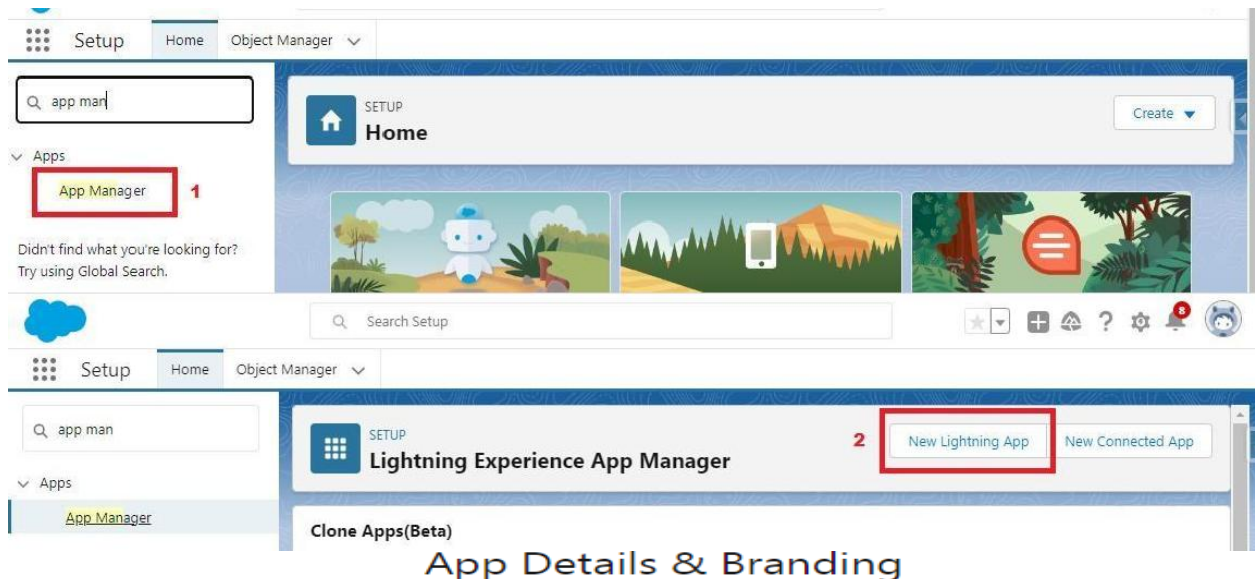 Setup Home Object Manager
app man
SETUP
Home
Create
Apps
App Manager 1
Didn't find what you're looking for?
Try using Global Search.
Search Setup
8
Setup Home Object Manager
app man
SETUP
Lightning Experience App Manager
2 New Lightning App New Connected App
Apps
App Manager
Clone Apps(Beta)
App Details & Branding